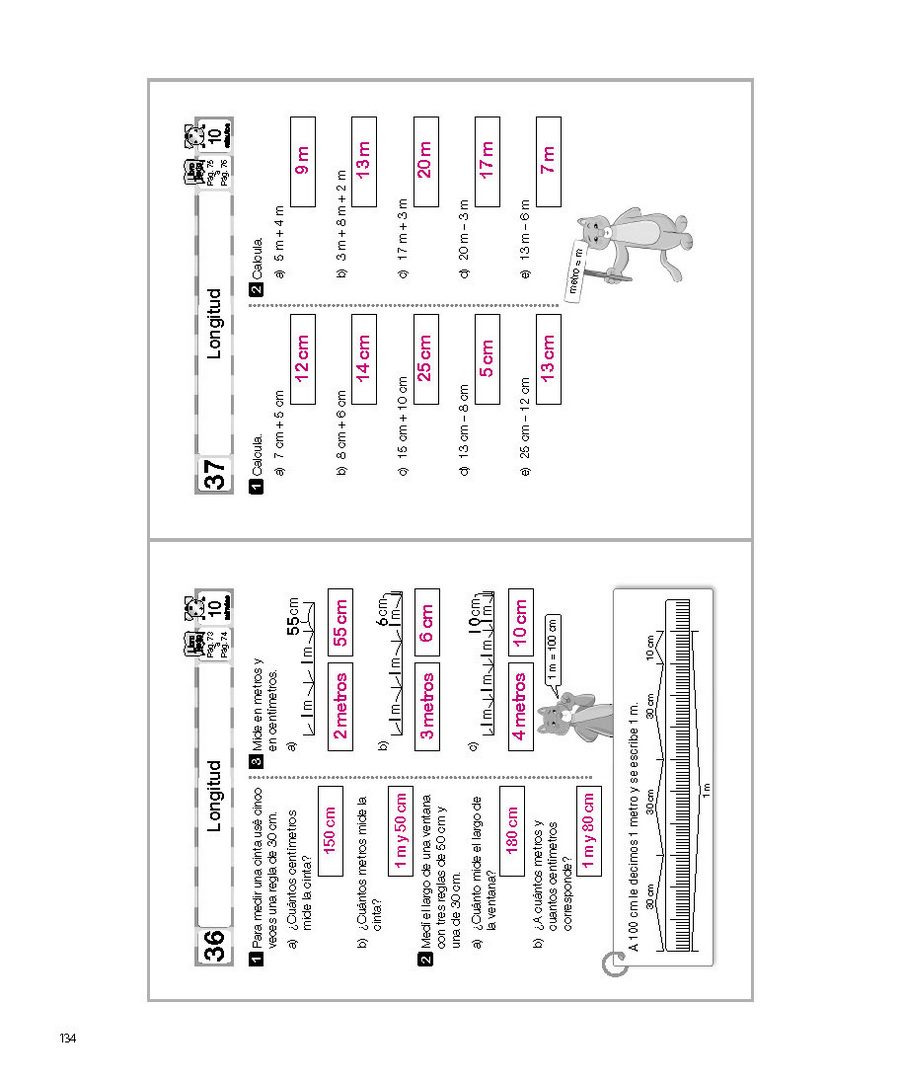 36
Longitud
Libro
Pág. 73
a
Pág. 74
10
minutos
1 Para medir una cinta usé cinco
veces una regla de 30 cm.
a) ¿Cuántos centímetros
mide la cinta?
150 cm
b) ¿Cuántos metros mide la
cinta?
1 m y 50 cm
2 Medí el largo de una ventana
con tres reglas de 50 cm y
una de 30 cm.
a) ¿Cuánto mide el largo de
la ventana?
180 cm
b) ¿A cuántos metros y
cuantos centímetros
corresponde?
1 m y 80 cm
3 Mide en metros y
en centímetros.
a)
1 m 1 m 55 cm
2 metros 55 cm
b)
1 m 1 m 1 m 6 cm
3 metros 6 cm
c)
1 m 1 m 1 m 1 m 10 cm
4 metros 10 cm
1 m = 100 cm
A 100 cm le decimos 1 metro y se escribe 1 m.
30 cm 30 cm 30 cm 10 cm
1 m
37
Longitud
Libro
Pág. 75
a
Pág. 76
10
minutos
1 Calcula.
a) 7 cm + 5 cm
12 cm
b) 8 cm + 6 cm
14 cm
c) 15 cm + 10 cm
25 cm
d) 13 cm – 8 cm
5 cm
e) 25 cm – 12 cm
13 cm
2 Calcula.
a) 5 m + 4 m
9 m
b) 3 m + 8 m + 2 m
13 m
c) 17 m + 3 m
20 m
d) 20 m – 3 m
17 m
e) 13 m – 6 m
7 m
metro = m
134